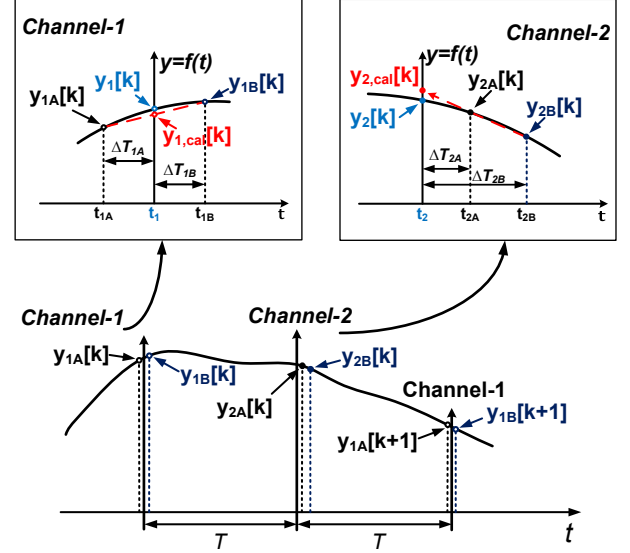 Channel-1
y=f(t)
y1[k]
y1B[k]
y1A[k]
y1,cal[k]
ΔT1A
ΔT1B
t1A
t1
t1B
t
Channel-2
y=f(t)
y2,cal[k]
y2A[k]
y2[k]
y2B[k]
ΔT2A
ΔT2B
t2
t2A
t2B
t
Channel-1
Channel-2
y1A[k]
y1B[k]
y2B[k]
y2A[k]
Channel-1
y1B[k+1]
y1A[k+1]
T
T
t